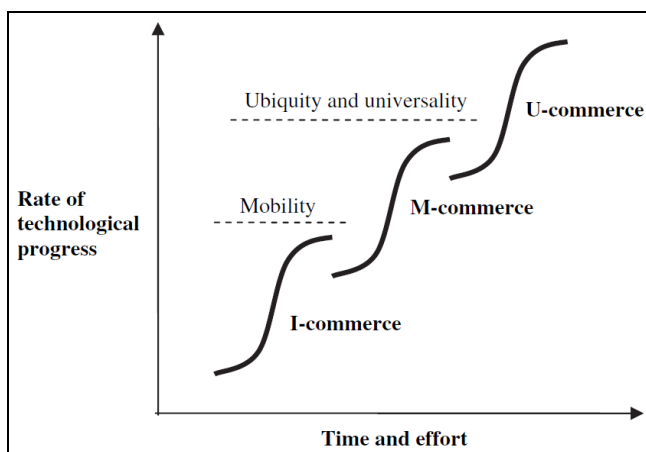 Ubiquity and universality
U-commerce
Rate of
technological
progress
Mobility
M-commerce
I-commerce
Time and effort